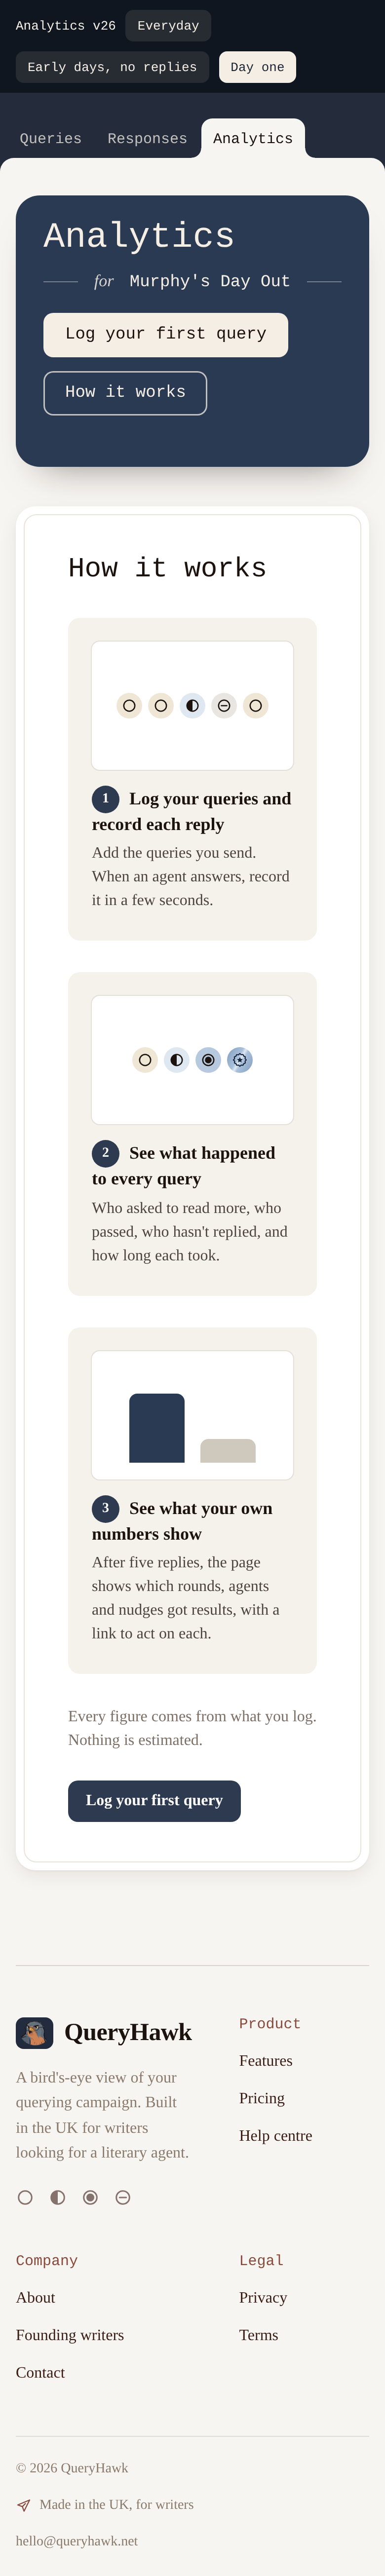 Analytics v26 Everyday
Early days, no replies Day one
Queries Responses Analytics
Analytics
for Murphy's Day Out
Log your first query
How it works
How it works
1 Log your queries and
record each reply
Add the queries you send.
When an agent answers, record
it in a few seconds.
2 See what happened
to every query
Who asked to read more, who
passed, who hasn't replied, and
how long each took.
3 See what your own
numbers show
After five replies, the page
shows which rounds, agents
and nudges got results, with a
link to act on each.
Every figure comes from what you log.
Nothing is estimated.
Log your first query
QueryHawk
A bird's-eye view of your
querying campaign. Built
in the UK for writers
looking for a literary agent.
Product
Features
Pricing
Help centre
Company
About
Founding writers
Contact
Legal
Privacy
Terms
© 2026 QueryHawk
Made in the UK, for writers
hello@queryhawk.net